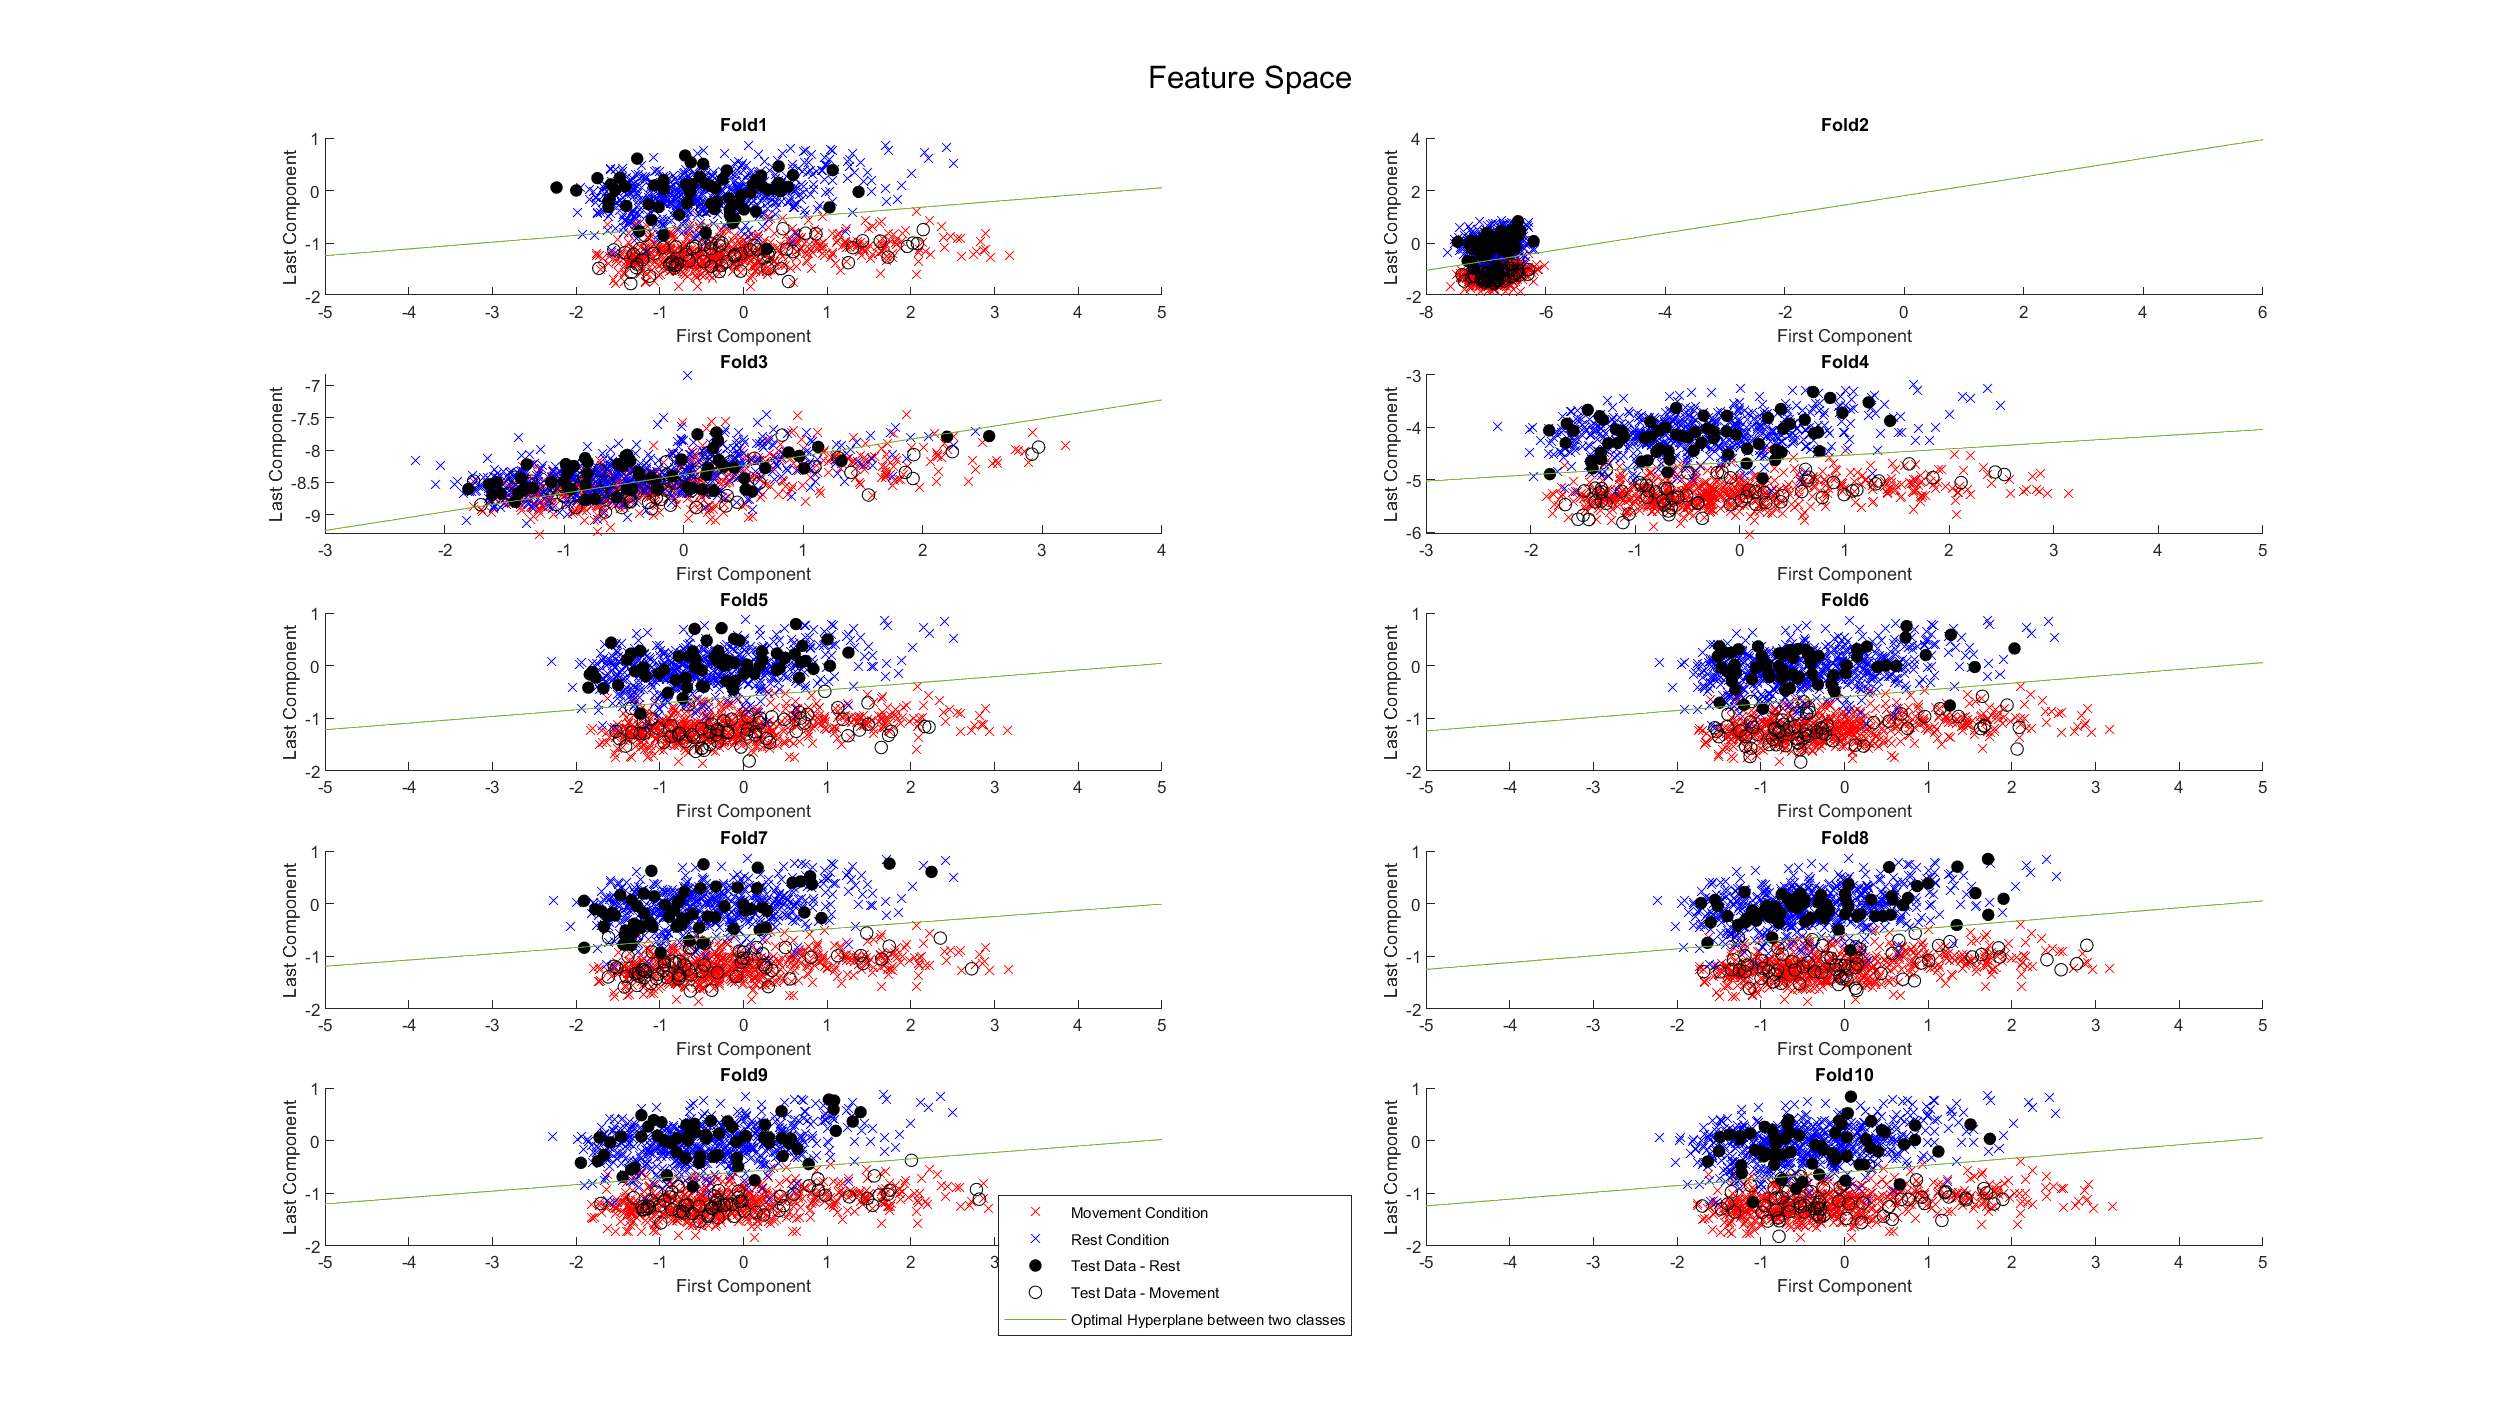 Feature Space
Fold1
1
0
-1
-2
Last Component
-5 -4 -3 -2 -1 0 1 2 3 4 5
First Component
Fold2
4
2
0
-2
Last Component
-8 -6 -4 -2 0 2 4 6
First Component
Fold3
-7
-7.5
-8
-8.5
-9
Last Component
-3 -2 -1 0 1 2 3 4
First Component
Fold4
-3
-4
-5
-6
Last Component
-3 -2 -1 0 1 2 3 4 5
First Component
Fold5
1
0
-1
-2
Last Component
-5 -4 -3 -2 -1 0 1 2 3 4 5
First Component
Fold6
1
0
-1
-2
Last Component
-5 -4 -3 -2 -1 0 1 2 3 4 5
First Component
Fold7
1
0
-1
-2
Last Component
-5 -4 -3 -2 -1 0 1 2 3 4 5
First Component
Fold8
1
0
-1
-2
Last Component
-5 -4 -3 -2 -1 0 1 2 3 4 5
First Component
Fold9
1
0
-1
-2
Last Component
-5 -4 -3 -2 -1 0 1 2 3
First Component
Movement Condition
Rest Condition
Test Data - Rest
Test Data - Movement
Optimal Hyperplane between two classes
Fold10
1
0
-1
-2
Last Component
-5 -4 -3 -2 -1 0 1 2 3 4 5
First Component